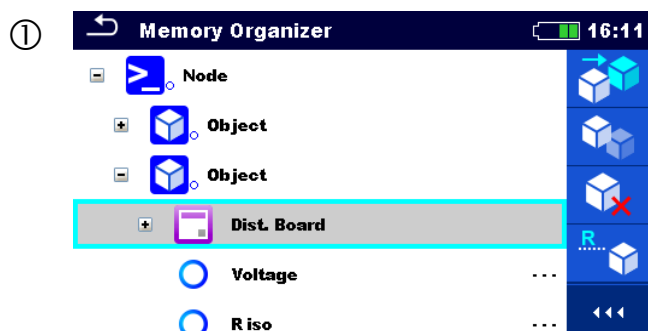 ①
Memory Organizer 16:11
Node
Object
Object
Dist. Board
Voltage ---
R iso ---
R